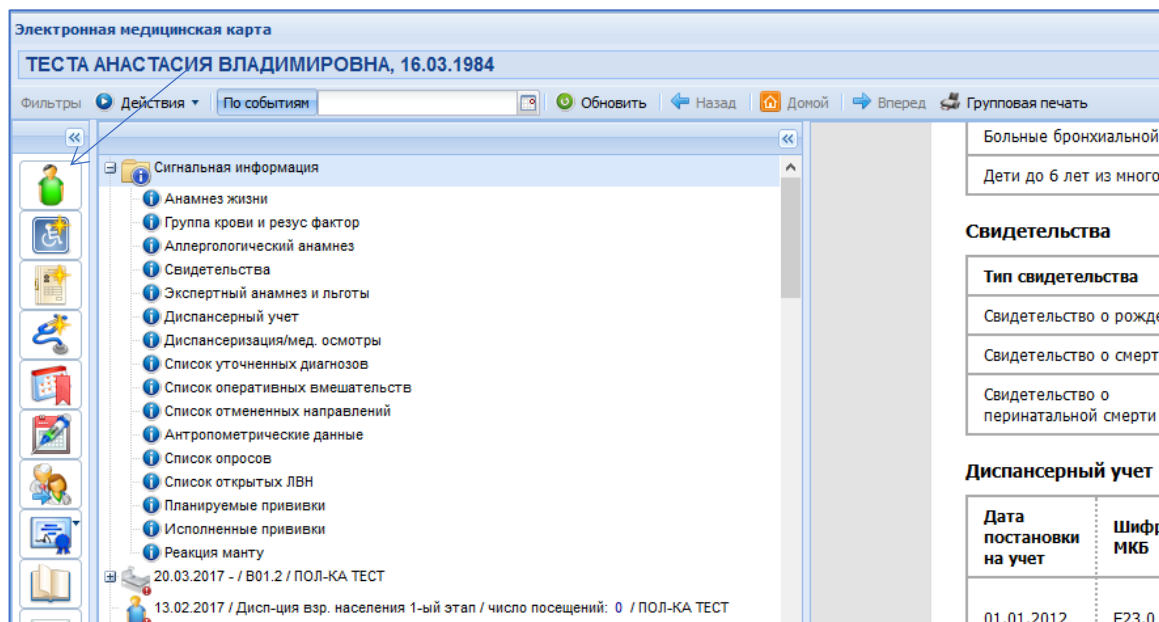 Электронная медицинская карта
ТЕСТА АНАСТАСИЯ ВЛАДИМИРОВНА, 16.03.1984
Фильтры Действия По событиям Обновить Назад Домой Вперед Групповая печать
Сигнальная информация
Анамнез жизни
Группа крови и резус фактор
Аллергологический анамнез
Свидетельства
Экспертный анамнез и льготы
Диспансерный учет
Диспансеризация/мед. осмотры
Список уточненных диагнозов
Список оперативных вмешательств
Список отмененных направлений
Антропометрические данные
Список опросов
Список открытых ЛВН
Планируемые прививки
Исполненные прививки
Реакция манту
20.03.2017 - / B01.2 / ПОЛ-КА ТЕСТ
13.02.2017 / Дисп-ция взр. населения 1-ый этап / число посещений: 0 / ПОЛ-КА ТЕСТ
Больные бронхиальной
Дети до 6 лет из много
Свидетельства
Тип свидетельства
Свидетельство о рожде
Свидетельство о смерт
Свидетельство о
перинатальной смерти
Диспансерный учет
Дата
постановки
на учет
Шифр
МКБ
01.01.2012 F23.0